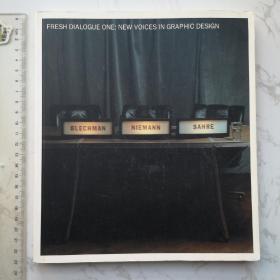 FRESH DIALOGUE ONE: NEW VOICES IN GRAPHIC DESIGN
BLECHMAN
NIEMANN
SAHRE